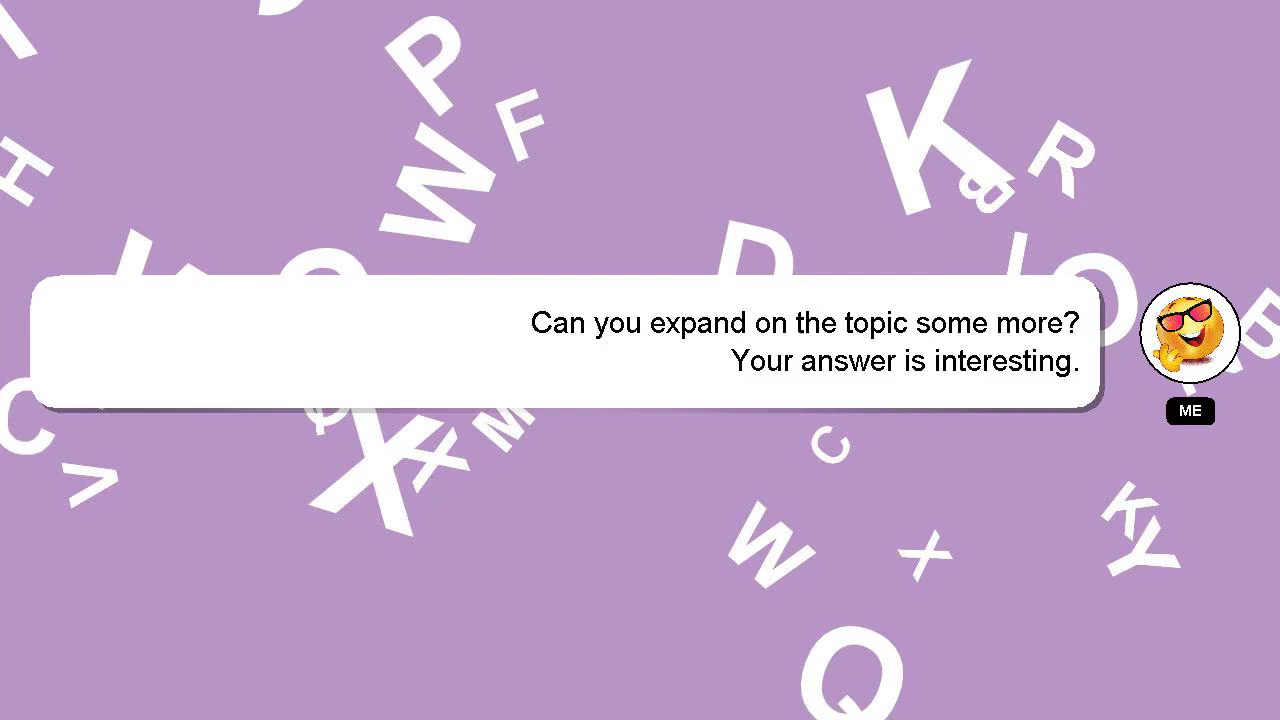 Can you expand on the topic some more?
Your answer is interesting.
ME
P
F
W
H
K
R
B
D
O
C
V
X
X
M
C
W
X
K
Y
Q